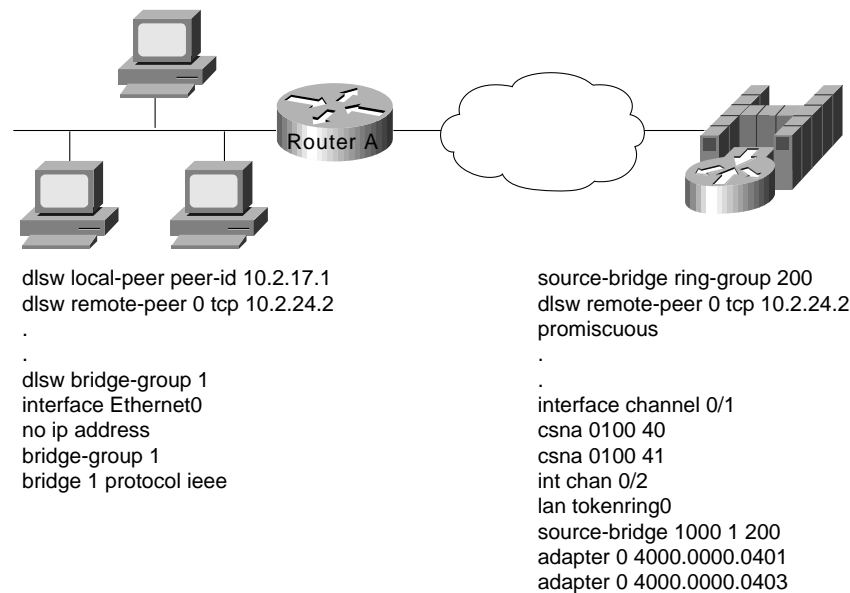 Router A
dlsw local-peer peer-id 10.2.17.1
dlsw remote-peer 0 tcp 10.2.24.2
.
.
dlsw bridge-group 1
interface Ethernet0
no ip address
bridge-group 1
bridge 1 protocol ieee
source-bridge ring-group 200
dlsw remote-peer 0 tcp 10.2.24.2
promiscuous
.
.
interface channel 0/1
csna 0100 40
csna 0100 41
int chan 0/2
lan tokenring0
source-bridge 1000 1 200
adapter 0 4000.0000.0401
adapter 0 4000.0000.0403